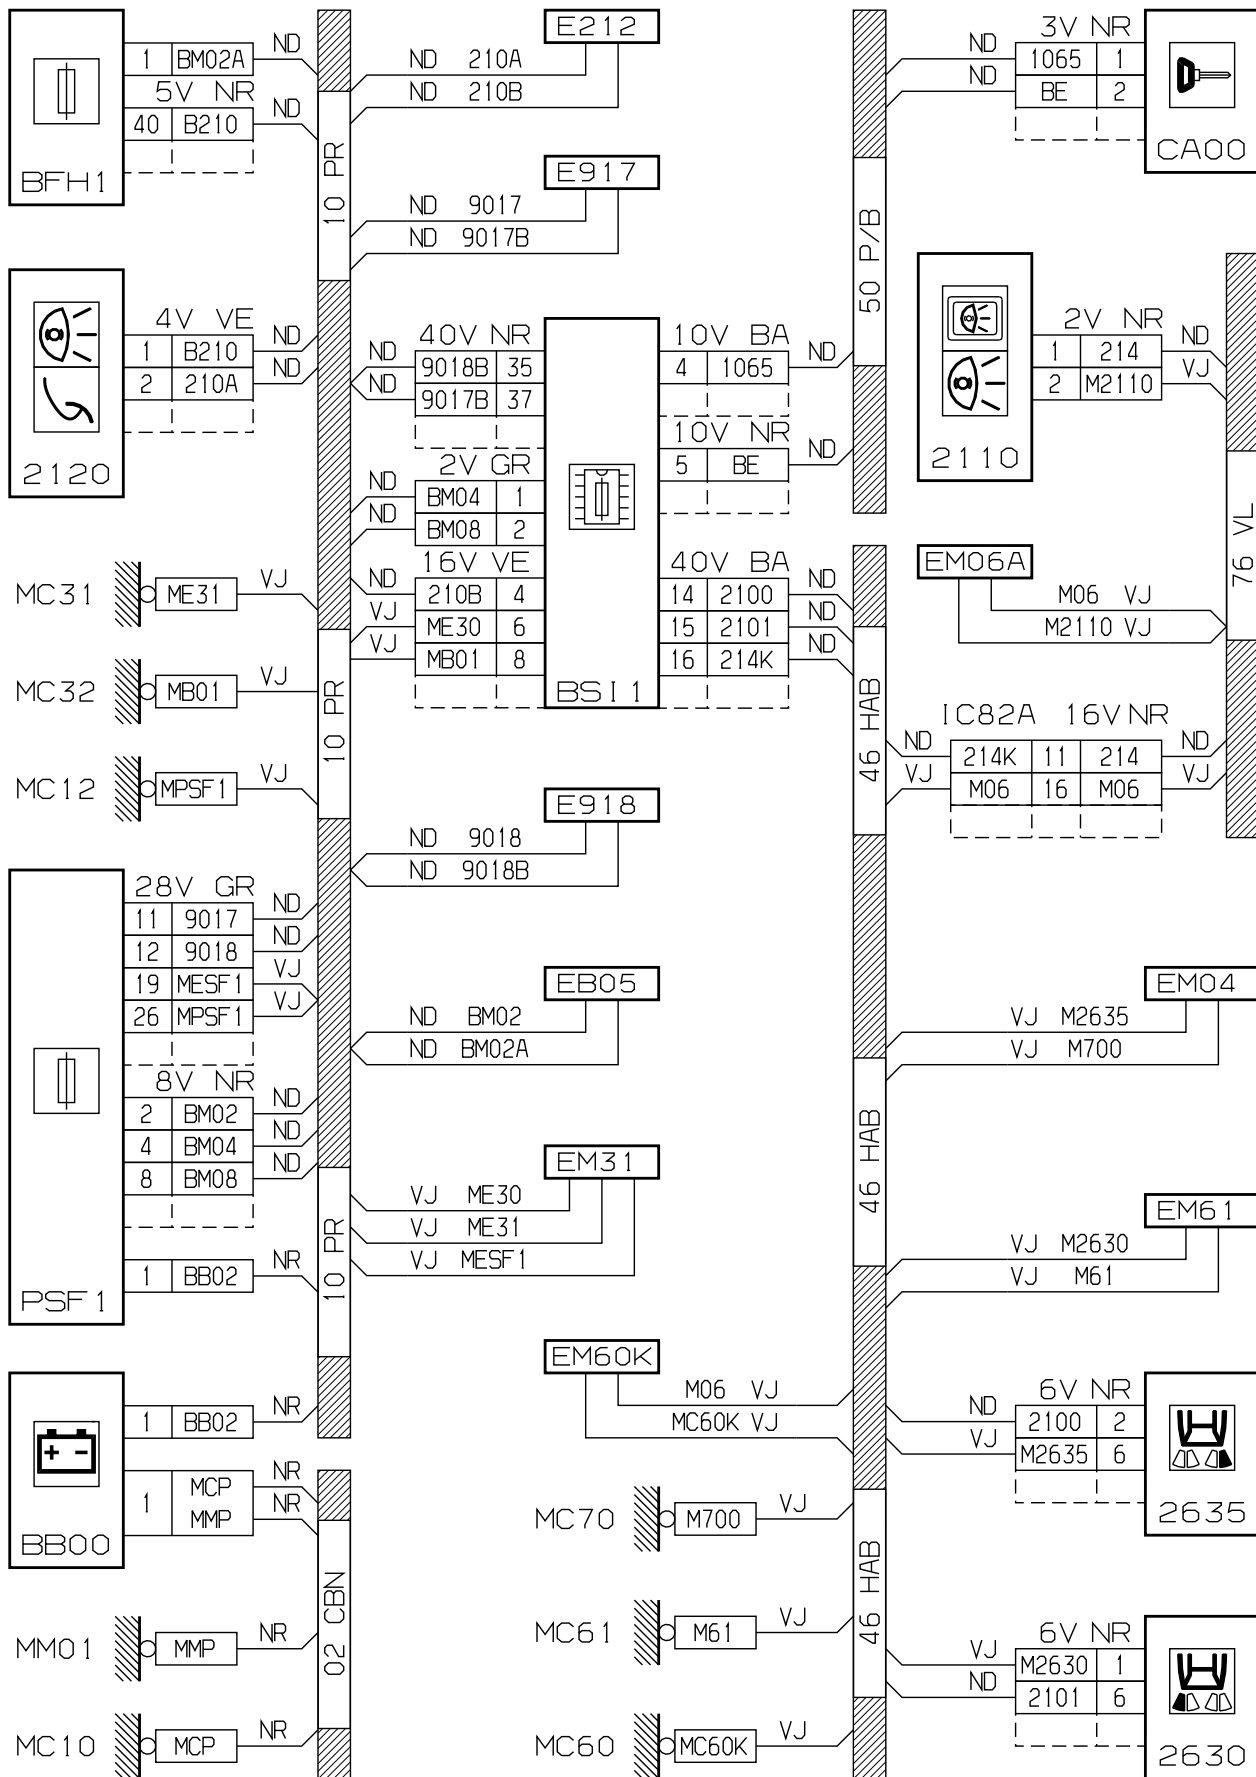 E212
3V NR
1 BM02A ND
5V NR
40 B210 ND
BFH1
ND 210A
ND 210B
ND 1065 1
ND BE 2
CA00
10 PR
E917
ND 9017
ND 9017B
50 P/B
4V VE
1 B210 ND
2 210A ND
2120
40V NR
ND 9018B 35
ND 9017B 37
2V GR
ND BM04 1
ND BM08 2
16V VE
ND 210B 4
VJ ME30 6
VJ MB01 8
BSI1
10V BA
4 1065 ND
10V NR
5 BE ND
40V BA
14 2100 ND
15 2101 ND
16 214K ND
2V NR
1 214 ND
2 M2110 VJ
2110
76 VL
EM06A
M06 VJ
M2110 VJ
MC31 ME31 VJ
MC32 MB01 VJ
MC12 MPSF1 VJ
10 PR
46 HAB
IC82A 16V NR
ND 214K 11 214 ND
VJ M06 16 M06 VJ
E918
ND 9018
ND 9018B
28V GR
11 9017 ND
12 9018 ND
19 MESF1 VJ
26 MPSF1 VJ
8V NR
2 BM02 ND
4 BM04 ND
8 BM08 ND
1 BB02 NR
PSF1
EB05
ND BM02
ND BM02A
EM04
VJ M2635
VJ M700
46 HAB
EM31
VJ ME30
VJ ME31
VJ MESF1
10 PR
EM61
VJ M2630
VJ M61
EM60K
M06 VJ
MC60K VJ
1 BB02 NR
1 MCP NR
MMP NR
+ -
BB00
6V NR
ND 2100 2
VJ M2635 6
2635
MC70 M700 VJ
02 CBN
46 HAB
MM01 MMP NR
MC61 M61 VJ
6V NR
VJ M2630 1
ND 2101 6
2630
MC10 MCP NR
MC60 MC60K VJ